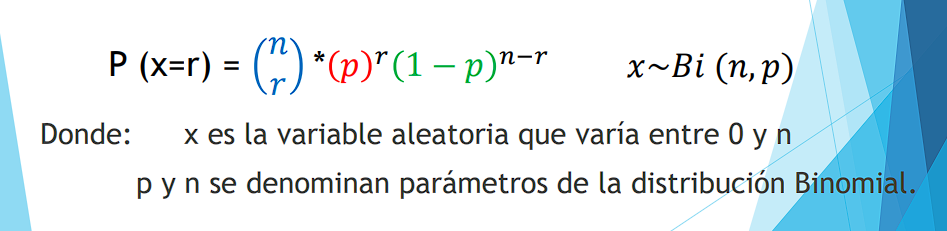 P (x=r) = (n r) *(p)^r (1 − p)^{n−r} x~Bi (n, p)
Donde: x es la variable aleatoria que varía entre 0 y n
p y n se denominan parámetros de la distribución Binomial.